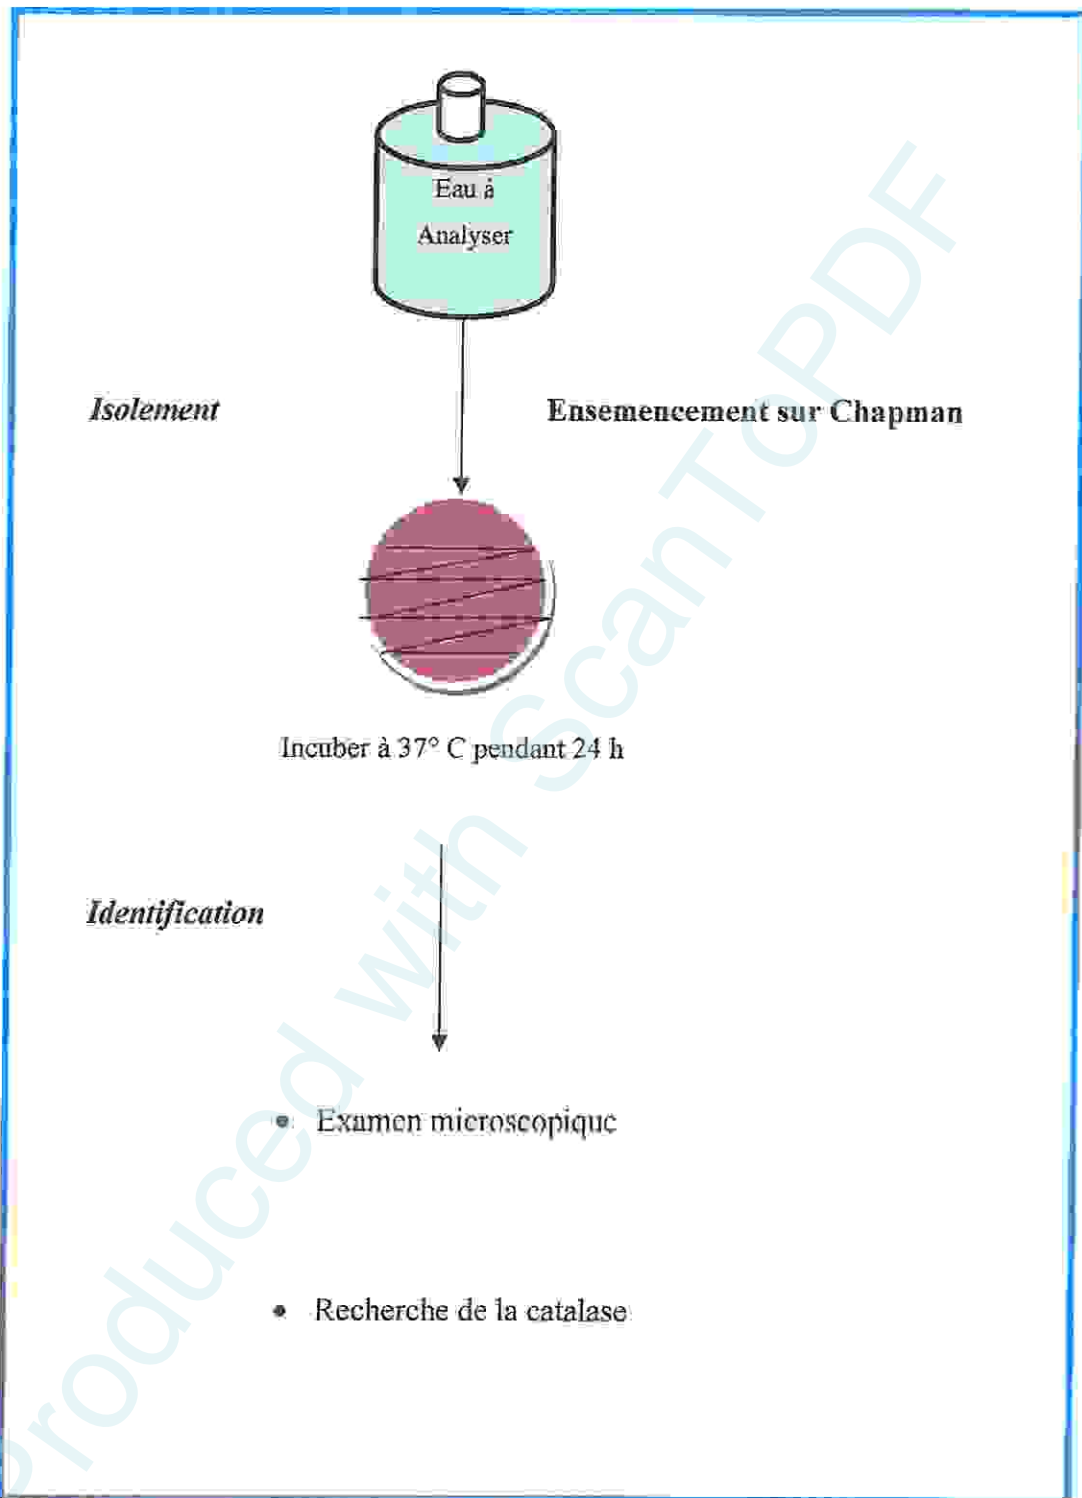 Eau à
Analyser
Isolement
Ensemencement sur Chapman
Incuber à 37° C pendant 24 h
Identification
• Examen microscopique
• Recherche de la catalase
Produced with ScanToPDF